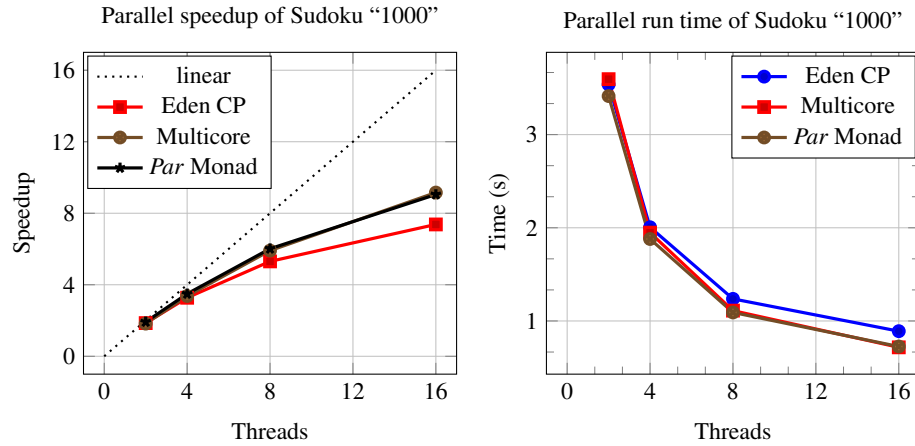 Parallel speedup of Sudoku “1000”
16
12
8
4
0
Speedup
linear
Eden CP
Multicore
Par Monad
0 4 8 12 16
Threads
Parallel run time of Sudoku “1000”
3
2
1
Time (s)
Eden CP
Multicore
Par Monad
0 4 8 12 16
Threads